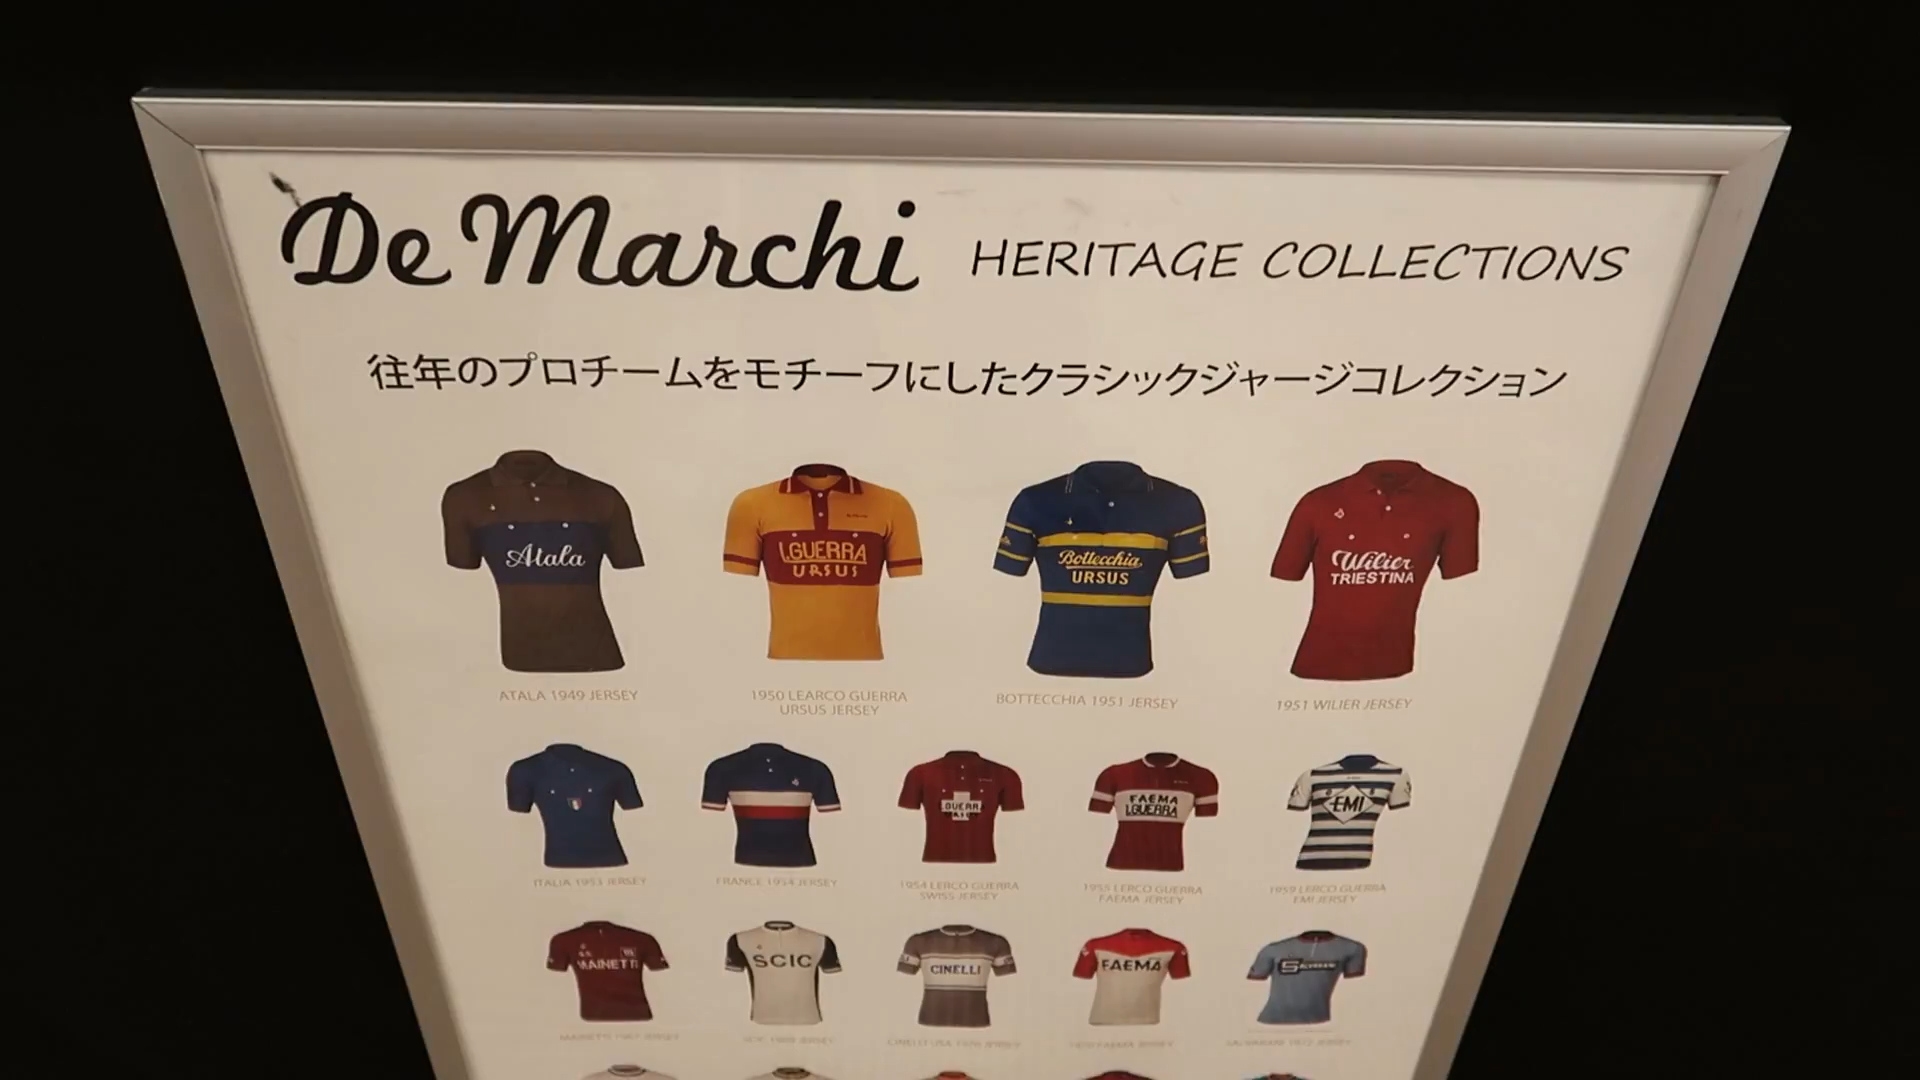 De Marchi HERITAGE COLLECTIONS
往年のプロチームをモチーフにしたクラシックジャージコレクション
Atala
I.GUERRA
URSUS
Bottecchia
URSUS
Wilier
TRIESTINA
ATALA 1949 JERSEY
1950 LEARCO GUERRA
URSUS JERSEY
BOTTECCHIA 1951 JERSEY
1951 WILIER JERSEY
FAEMA
I.GUERRA
EMI
ITALIA 1953 JERSEY
FRANCE 1954 JERSEY
1954 LERCO GUERRA
SWISS JERSEY
1955 LERCO GUERRA
FAEMA JERSEY
1959 LERCO GUERRA
EMI JERSEY
MAINETTI
SCIC
CINELLI
FAEMA